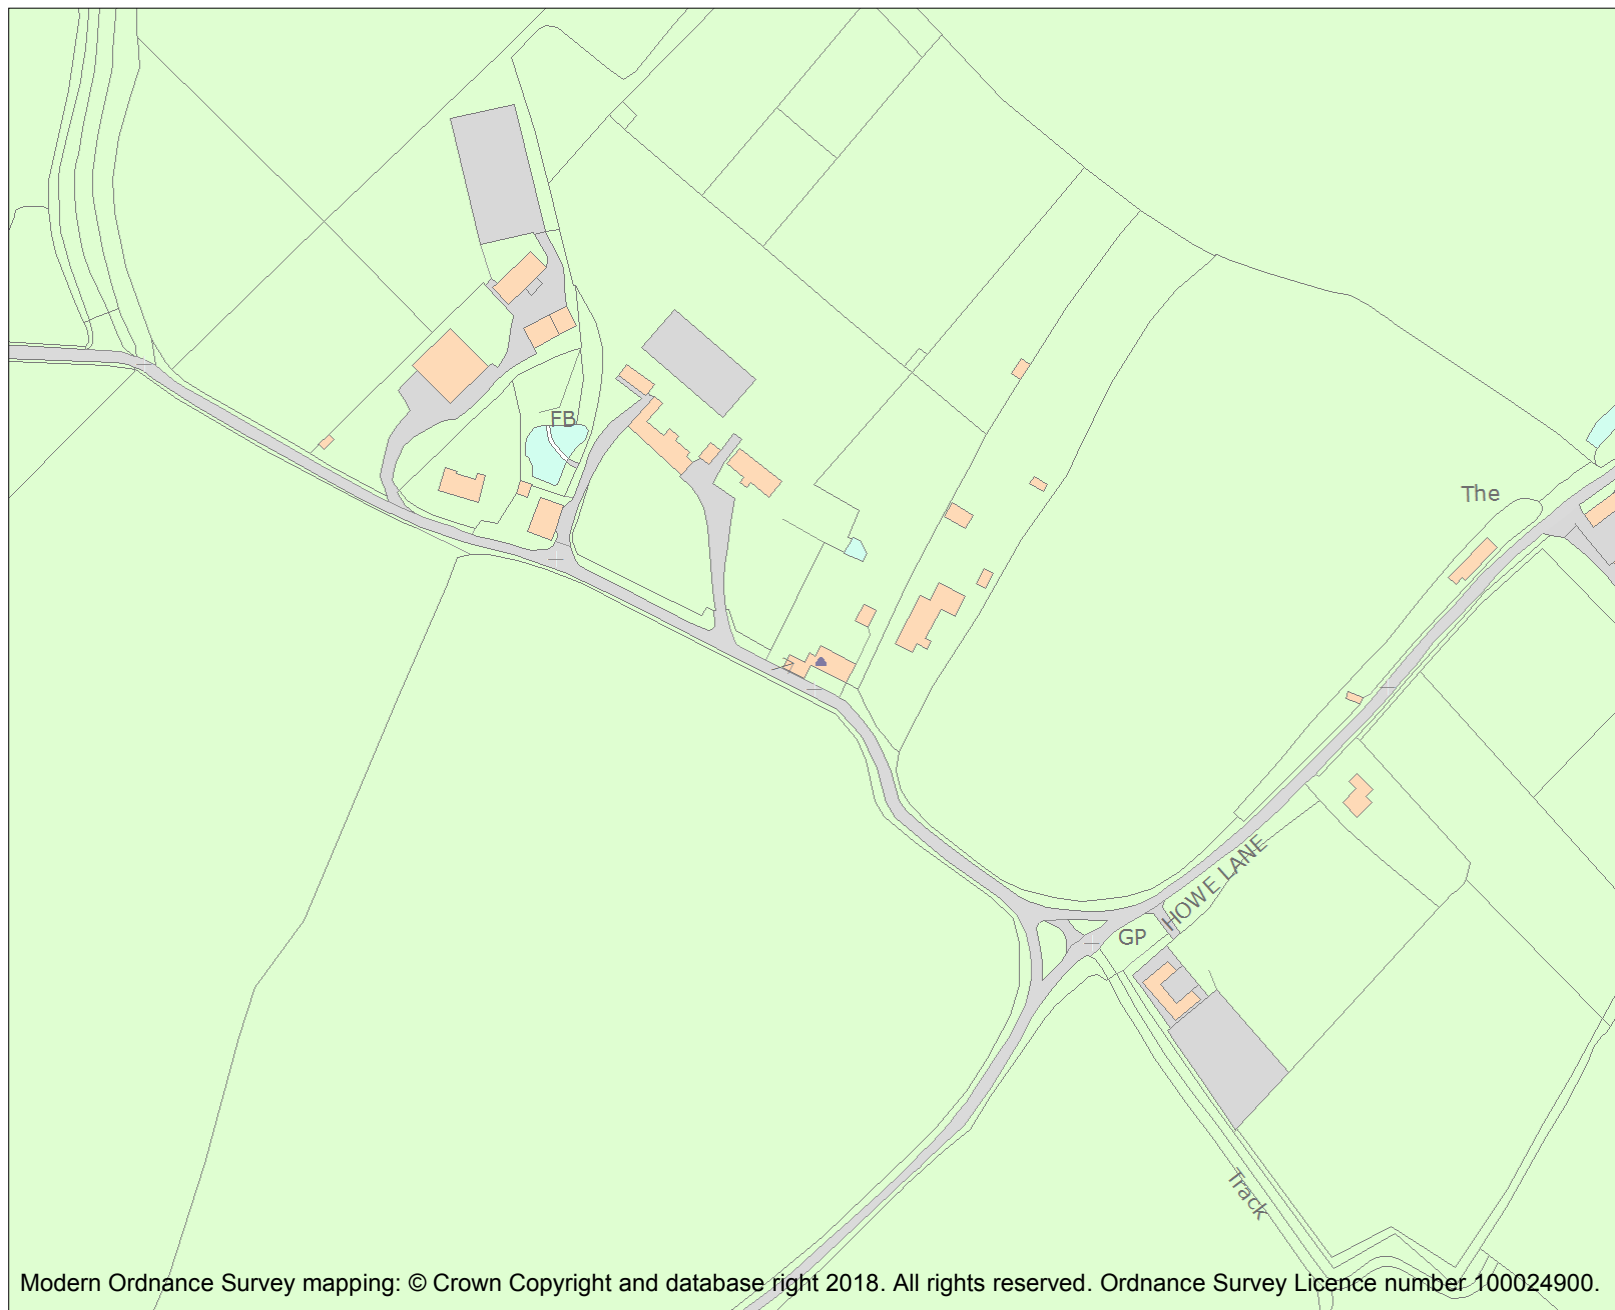 FB
The
HOWE LANE
GP
Track
Modern Ordnance Survey mapping: © Crown Copyright and database right 2018. All rights reserved. Ordnance Survey Licence number 100024900.